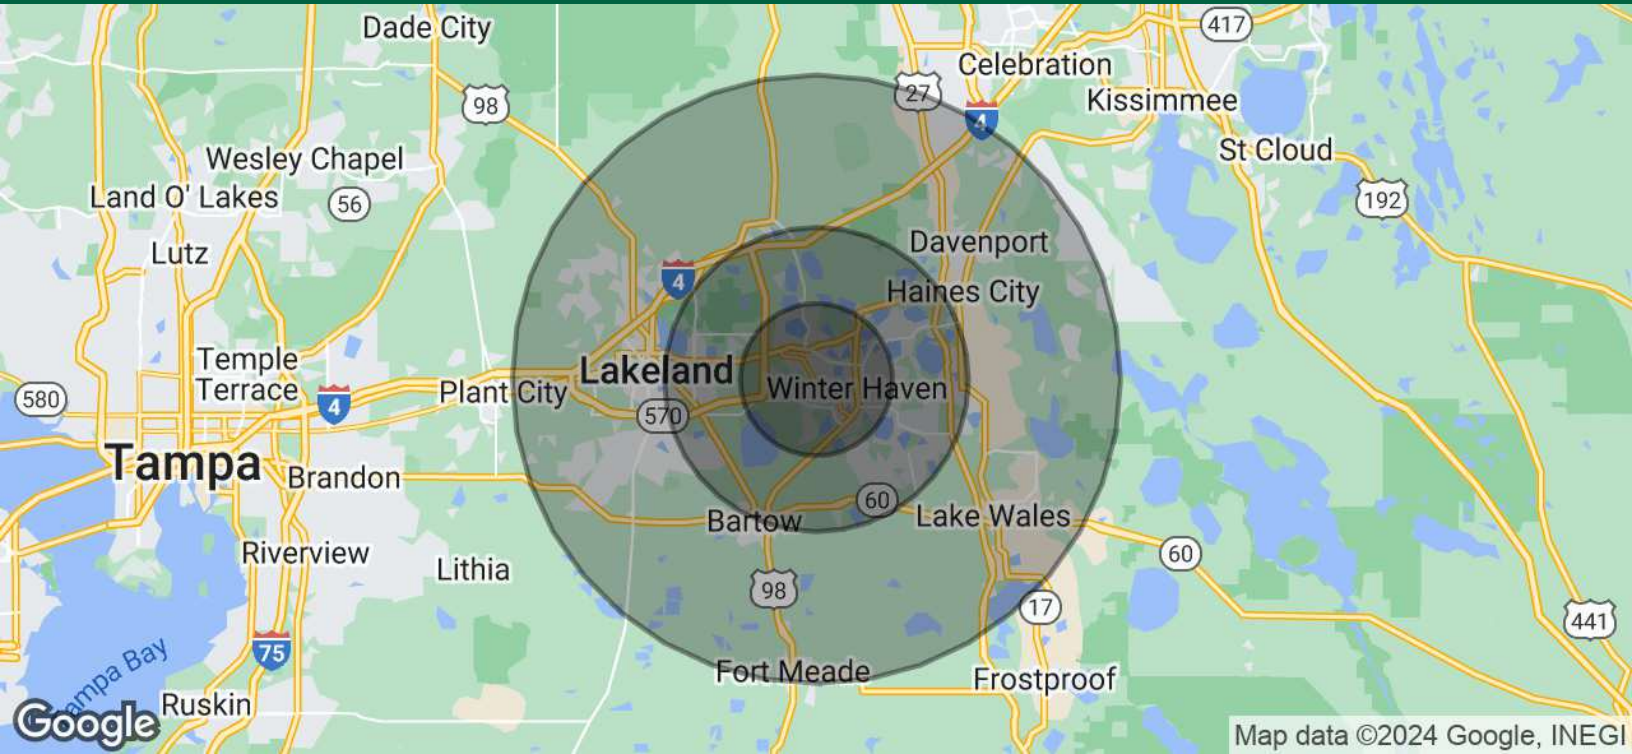 Dade City
417
Celebration
27
98
Kissimmee
4
St Cloud
Wesley Chapel
Land O' Lakes
56
192
Lutz
Davenport
4
Haines City
Temple
Terrace
Lakeland
Winter Haven
Plant City
580
4
570
Tampa
Brandon
60
Bartow
Lake Wales
Riverview
60
Lithia
98
17
441
75
Tampa Bay
Fort Meade
Frostproof
Ruskin
Google
Map data ©2024 Google, INEGI